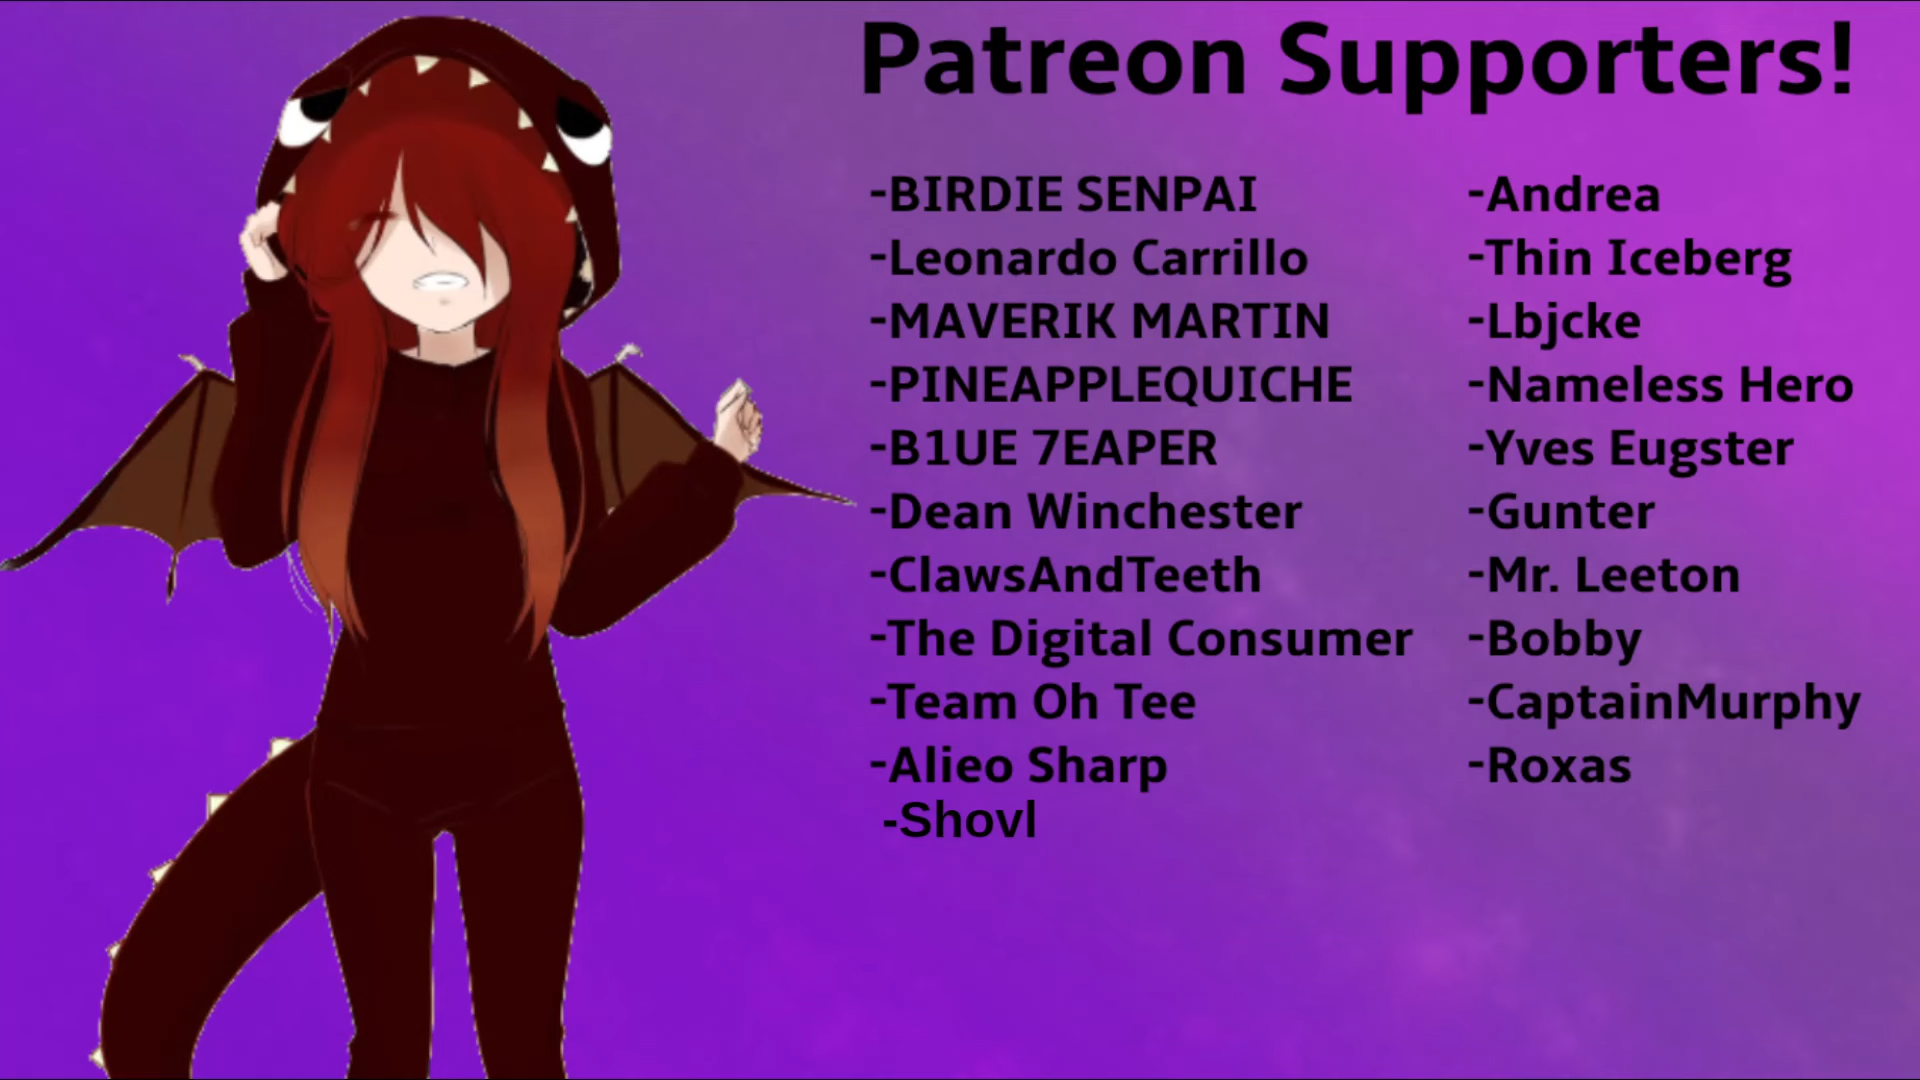 Patreon Supporters!
-BIRDIE SENPAI
-Leonardo Carrillo
-MAVERIK MARTIN
-PINEAPPLEQUICHE
-B1UE 7EAPER
-Dean Winchester
-ClawsAndTeeth
-The Digital Consumer
-Team Oh Tee
-Alieo Sharp
-Shovl
-Andrea
-Thin Iceberg
-Lbjcke
-Nameless Hero
-Yves Eugster
-Gunter
-Mr. Leeton
-Bobby
-CaptainMurphy
-Roxas